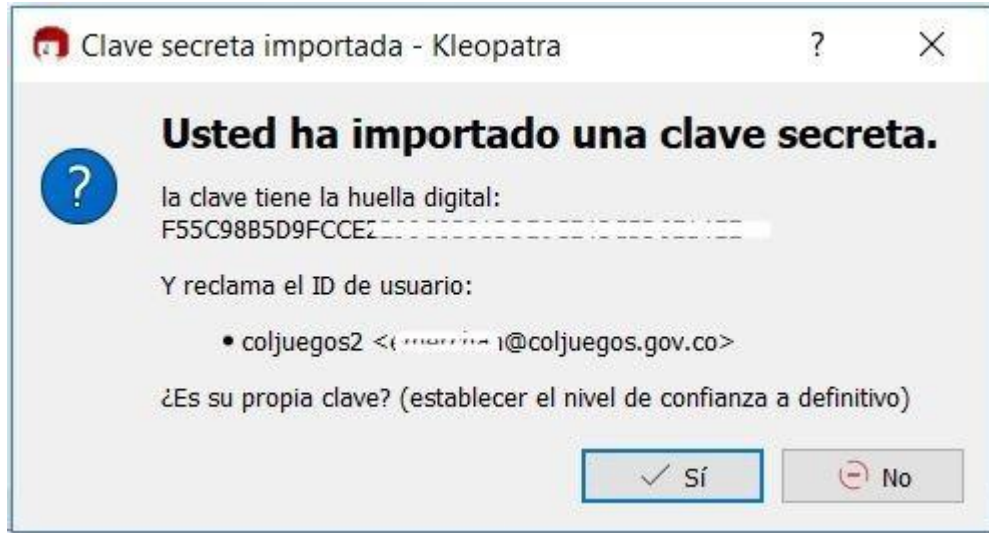 Clave secreta importada - Kleopatra
?
Usted ha importado una clave secreta.
?
la clave tiene la huella digital:
F55C98B5D9FCCE
Y reclama el ID de usuario:
• coljuegos2 < @coljuegos.gov.co>
¿Es su propia clave? (establecer el nivel de confianza a definitivo)
Sí
No